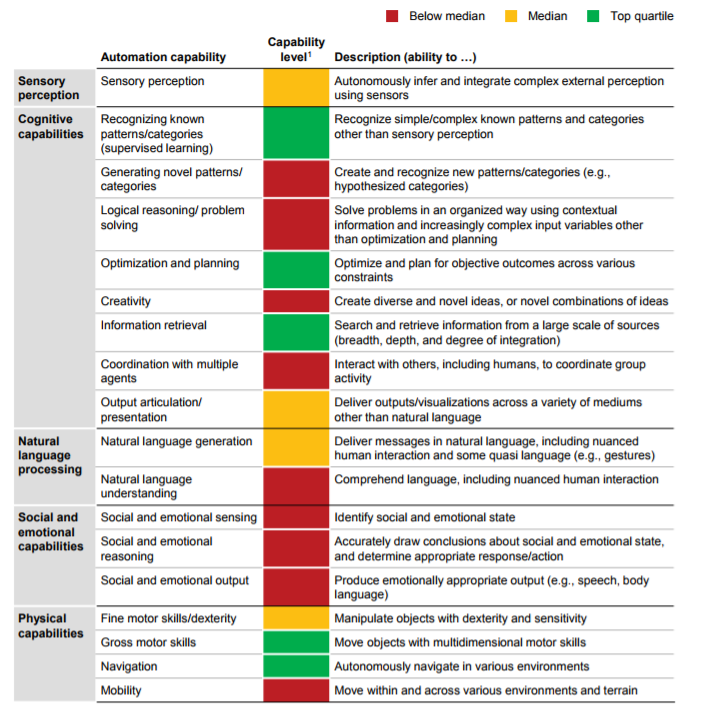 Below median Median Top quartile
Capability
Automation capability level¹ Description (ability to …)
Sensory
perception
Sensory perception
Autonomously infer and integrate complex external perception
using sensors
Cognitive
capabilities
Recognizing known
patterns/categories
(supervised learning)
Recognize simple/complex known patterns and categories
other than sensory perception
Generating novel patterns/
categories
Create and recognize new patterns/categories (e.g.,
hypothesized categories)
Logical reasoning/ problem
solving
Solve problems in an organized way using contextual
information and increasingly complex input variables other
than optimization and planning
Optimization and planning
Optimize and plan for objective outcomes across various
constraints
Creativity
Create diverse and novel ideas, or novel combinations of ideas
Information retrieval
Search and retrieve information from a large scale of sources
(breadth, depth, and degree of integration)
Coordination with multiple
agents
Interact with others, including humans, to coordinate group
activity
Output articulation/
presentation
Deliver outputs/visualizations across a variety of mediums
other than natural language
Natural
language
processing
Natural language generation
Deliver messages in natural language, including nuanced
human interaction and some quasi language (e.g., gestures)
Natural language
understanding
Comprehend language, including nuanced human interaction
Social and
emotional
capabilities
Social and emotional sensing
Identify social and emotional state
Social and emotional
reasoning
Accurately draw conclusions about social and emotional state,
and determine appropriate response/action
Social and emotional output
Produce emotionally appropriate output (e.g., speech, body
language)
Physical
capabilities
Fine motor skills/dexterity
Manipulate objects with dexterity and sensitivity
Gross motor skills
Move objects with multidimensional motor skills
Navigation
Autonomously navigate in various environments
Mobility
Move within and across various environments and terrain